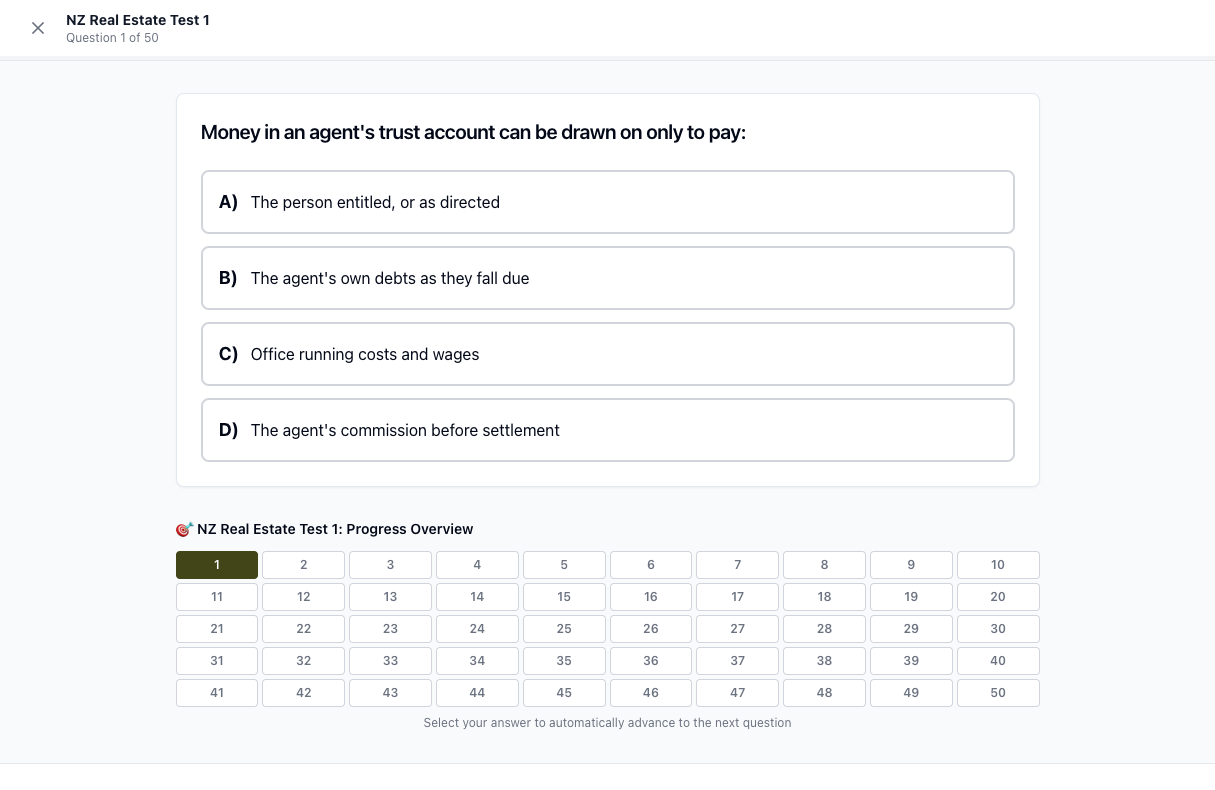 NZ Real Estate Test 1
Question 1 of 50
Money in an agent's trust account can be drawn on only to pay:
A) The person entitled, or as directed
B) The agent's own debts as they fall due
C) Office running costs and wages
D) The agent's commission before settlement
🎯 NZ Real Estate Test 1: Progress Overview
1 2 3 4 5 6 7 8 9 10
11 12 13 14 15 16 17 18 19 20
21 22 23 24 25 26 27 28 29 30
31 32 33 34 35 36 37 38 39 40
41 42 43 44 45 46 47 48 49 50
Select your answer to automatically advance to the next question